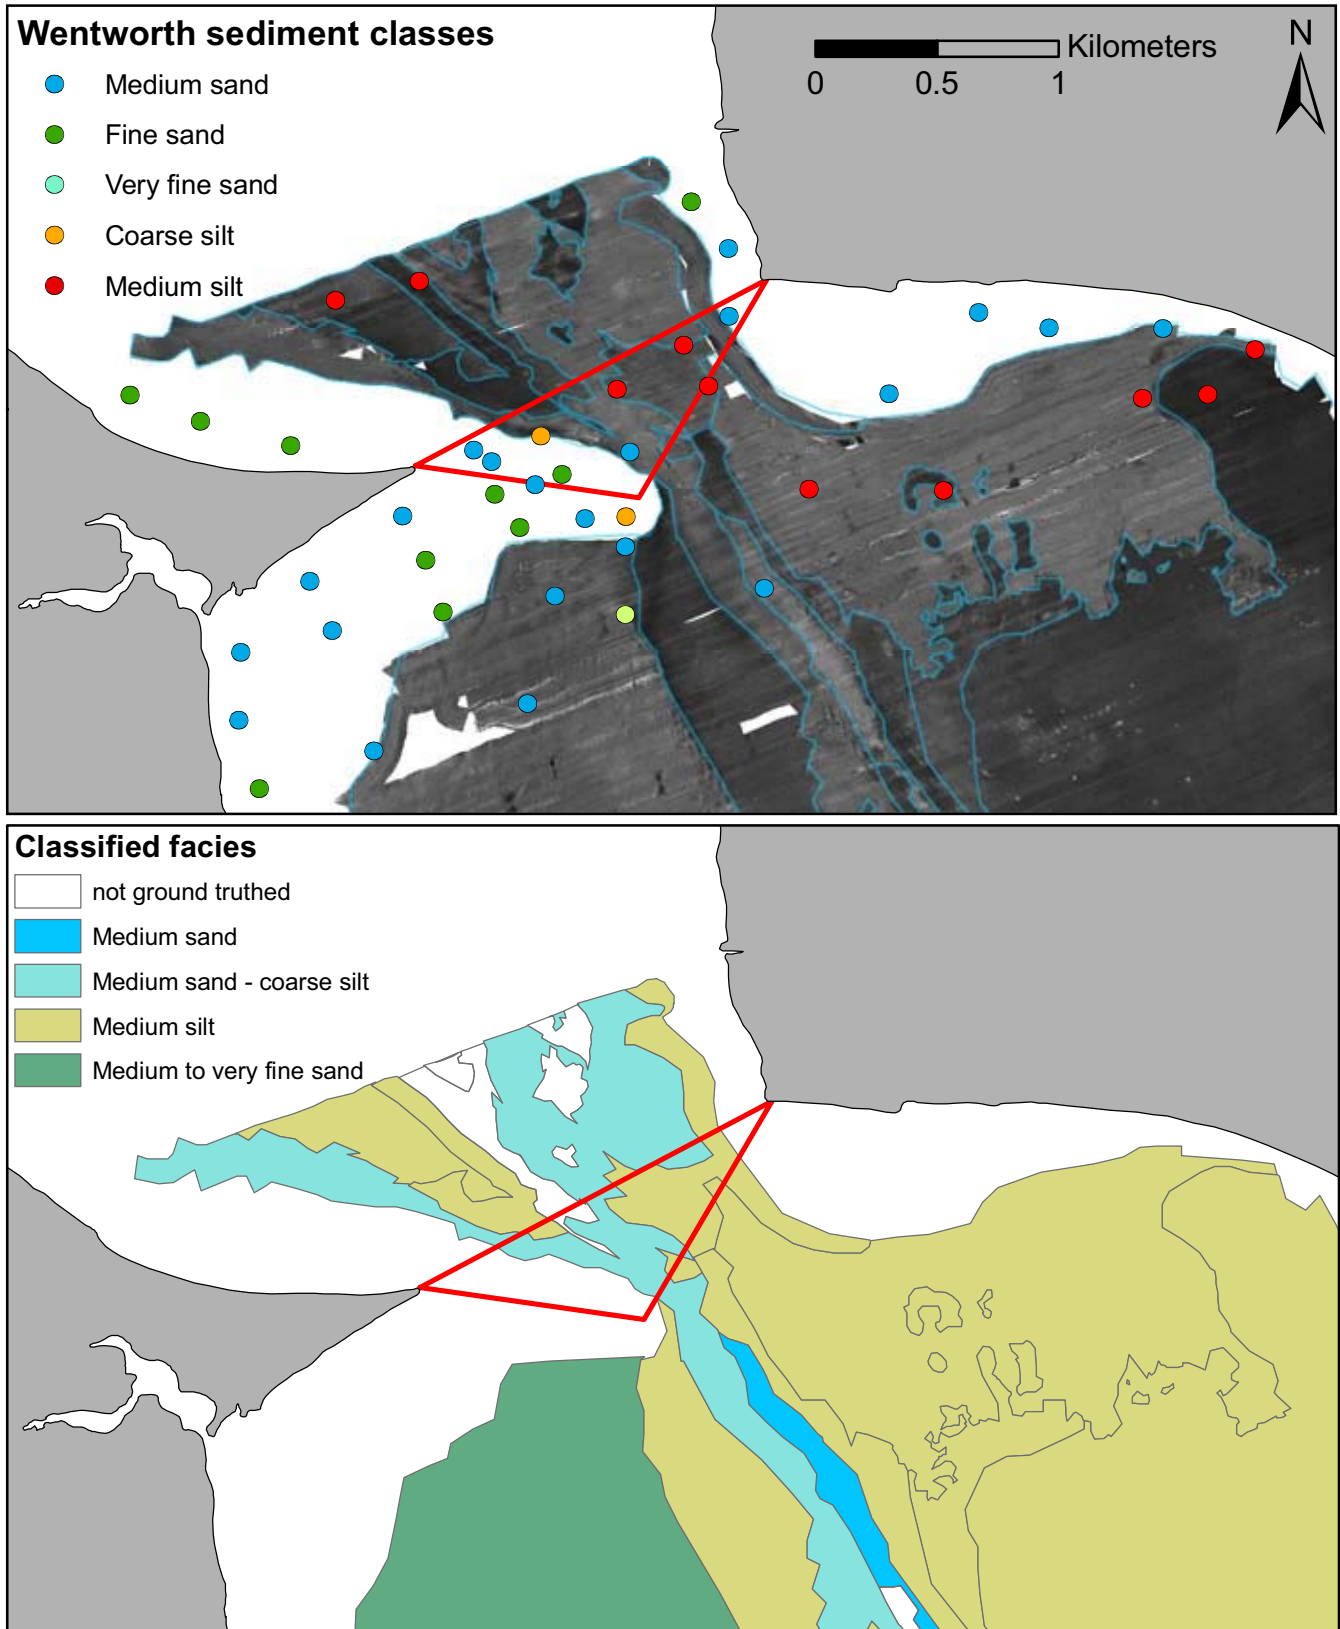 Wentworth sediment classes
Medium sand
Fine sand
Very fine sand
Coarse silt
Medium silt
Kilometers
0 0.5 1
N
Classified facies
not ground truthed
Medium sand
Medium sand - coarse silt
Medium silt
Medium to very fine sand